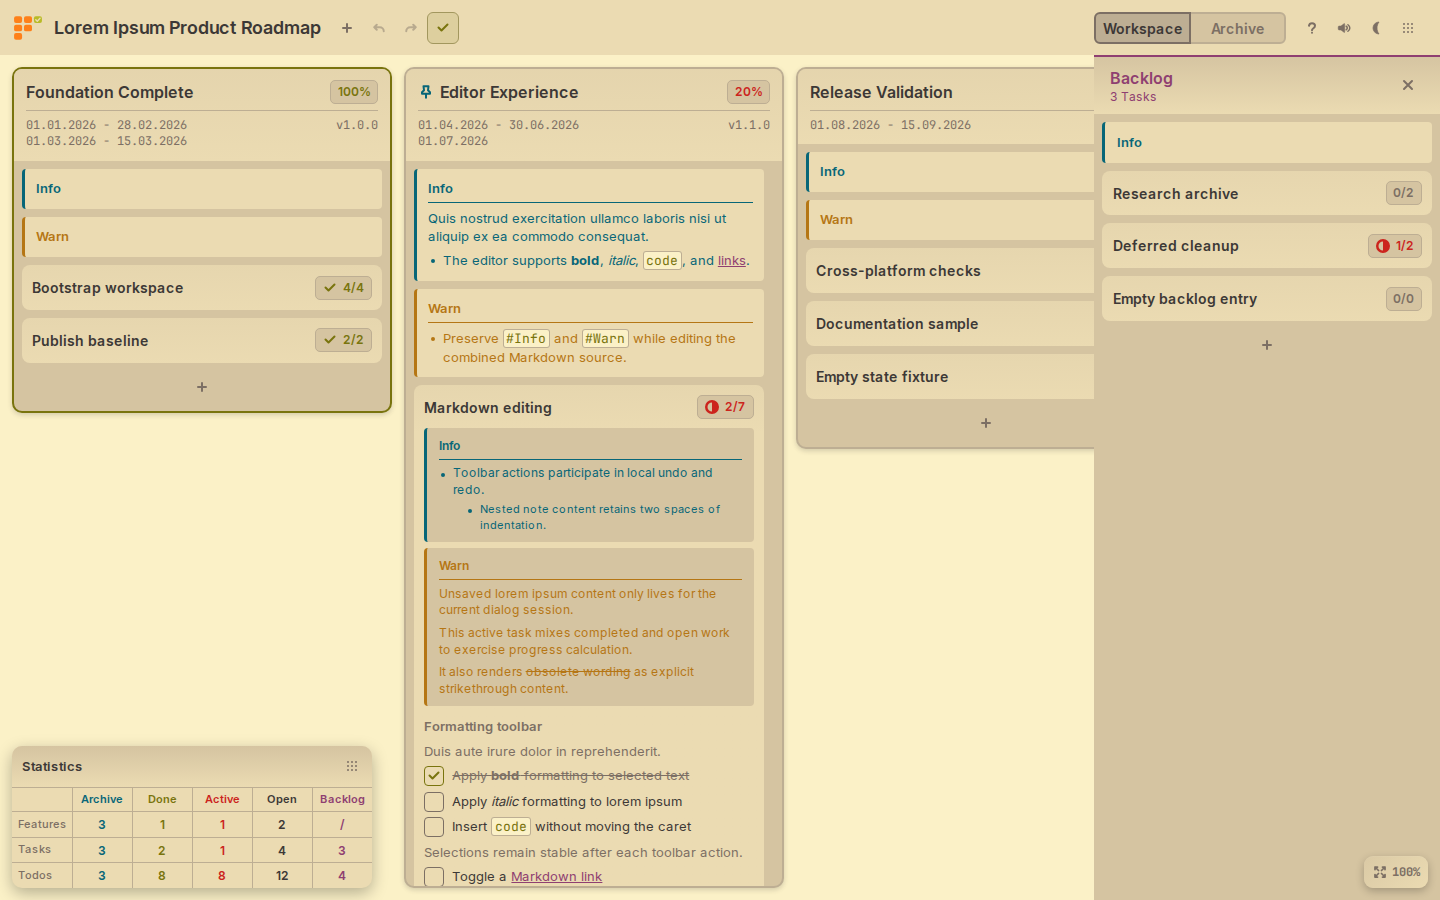 Lorem Ipsum Product Roadmap
Workspace
Archive
Foundation Complete
100%
01.01.2026 - 28.02.2026
v1.0.0
01.03.2026 - 15.03.2026
Info
Warn
Bootstrap workspace
4/4
Publish baseline
2/2
Editor Experience
20%
01.04.2026 - 30.06.2026
v1.1.0
01.07.2026
Info
Quis nostrud exercitation ullamco laboris nisi ut
aliquip ex ea commodo consequat.
• The editor supports bold, italic, code, and links.
Warn
• Preserve #Info and #Warn while editing the
combined Markdown source.
Markdown editing
2/7
Info
• Toolbar actions participate in local undo and
redo.
• Nested note content retains two spaces of
indentation.
Warn
Unsaved lorem ipsum content only lives for the
current dialog session.
This active task mixes completed and open work
to exercise progress calculation.
It also renders obsolete wording as explicit
strikethrough content.
Formatting toolbar
Duis aute irure dolor in reprehenderit.
Apply bold formatting to selected text
Apply italic formatting to lorem ipsum
Insert code without moving the caret
Selections remain stable after each toolbar action.
Toggle a Markdown link
Release Validation
01.08.2026 - 15.09.2026
Info
Warn
Cross-platform checks
Documentation sample
Empty state fixture
Backlog
3 Tasks
Info
Research archive
0/2
Deferred cleanup
1/2
Empty backlog entry
0/0
Statistics
Archive Done Active Open Backlog
Features 3 1 1 2 /
Tasks 3 2 1 4 3
Todos 3 8 8 12 4
100%